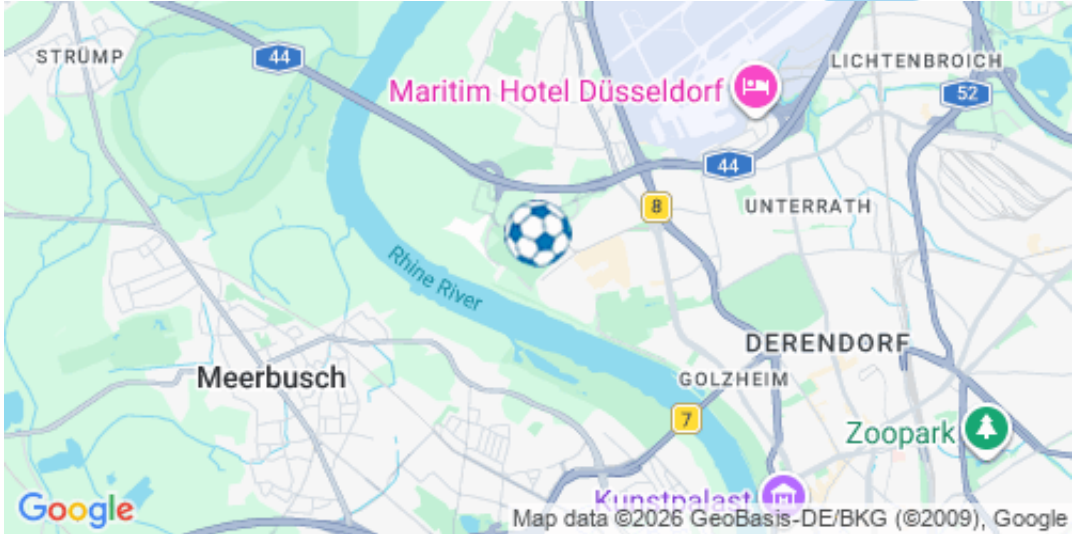 STRÜMP
44
LICHTENBROICH
Maritim Hotel Düsseldorf
52
44
8
UNTERRATH
Rhine River
DERENDORF
Meerbusch
GOLZHEIM
7
Zoopark
Kunstpalast
Google
Map data ©2026 GeoBasis-DE/BKG (©2009), Google